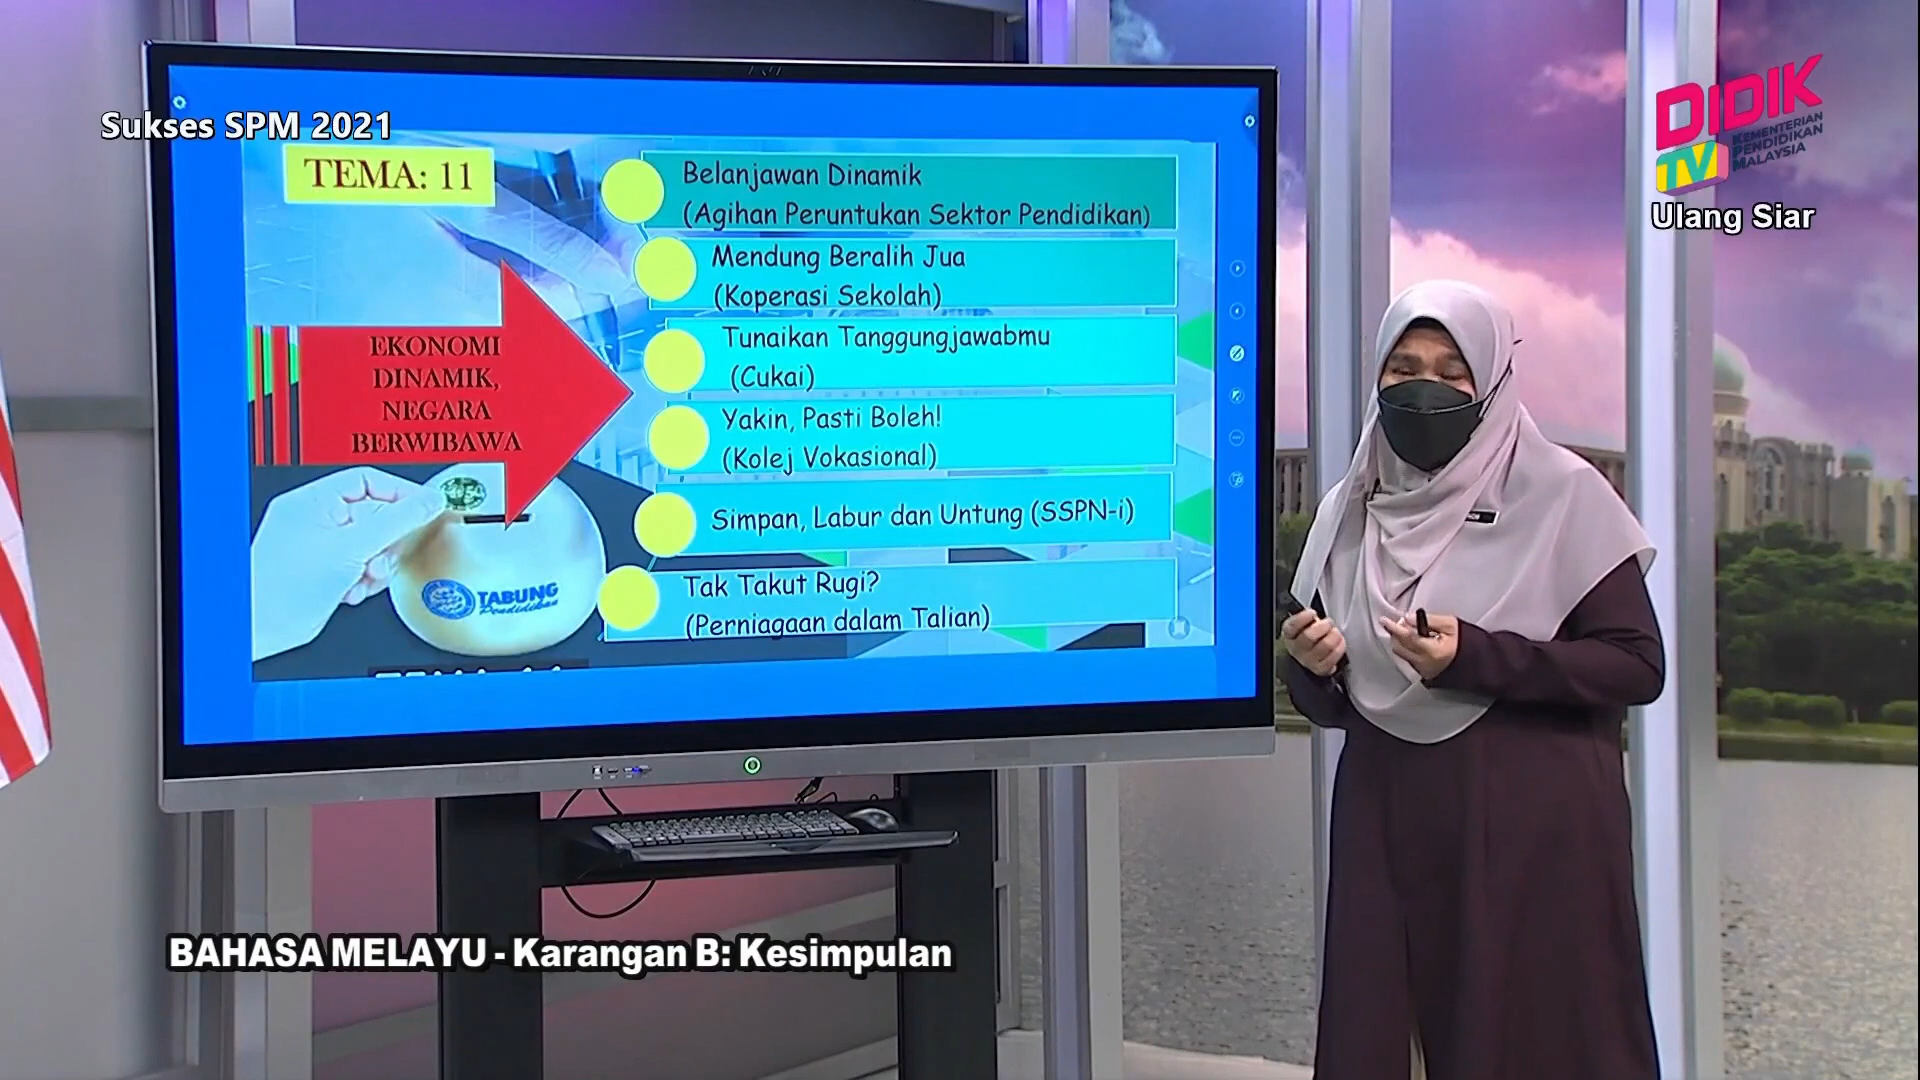 Sukses SPM 2021
DIDIK
TV
KEMENTERIAN
PENDIDIKAN
MALAYSIA
Ulang Siar
TEMA: 11
EKONOMI
DINAMIK,
NEGARA
BERWIBAWA
Belanjawan Dinamik
(Agihan Peruntukan Sektor Pendidikan)
Mendung Beralih Jua
(Koperasi Sekolah)
Tunaikan Tanggungjawabmu
(Cukai)
Yakin, Pasti Boleh!
(Kolej Vokasional)
Simpan, Labur dan Untung (SSPN-i)
Tak Takut Rugi?
(Perniagaan dalam Talian)
50
TABUNG
Pendidikan
BAHASA MELAYU - Karangan B: Kesimpulan